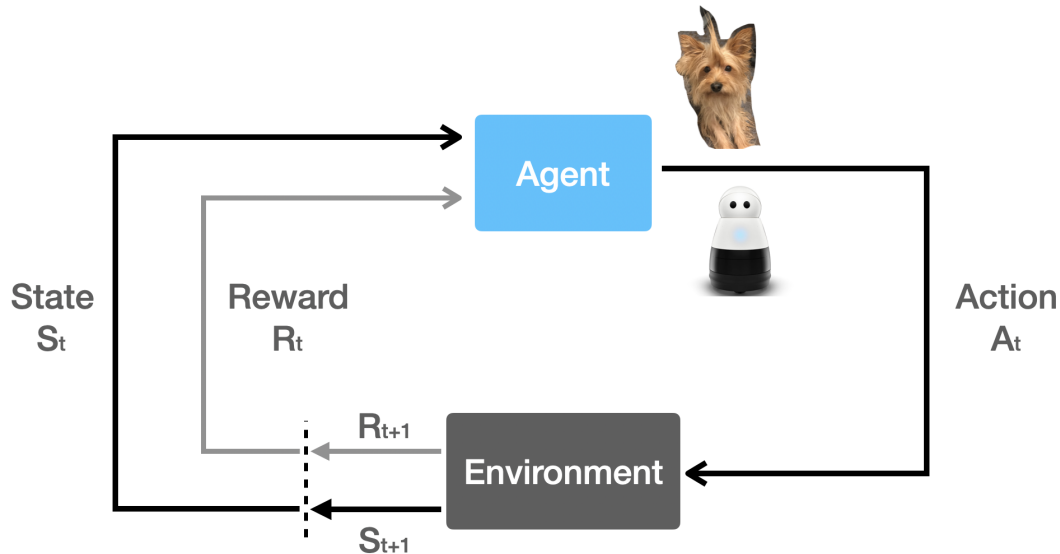 Agent
State
St
Reward
Rt
Action
At
Rt+1
Environment
St+1